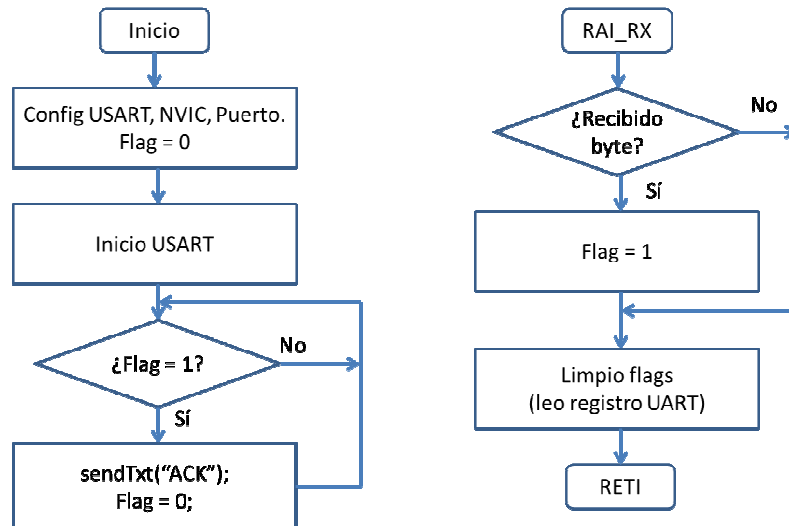 Inicio
Config USART, NVIC, Puerto.
Flag = 0
Inicio USART
¿Flag = 1?
No
Sí
sendTxt(“ACK”);
Flag = 0;
RAI_RX
¿Recibido
byte?
No
Sí
Flag = 1
Limpio flags
(leo registro UART)
RETI